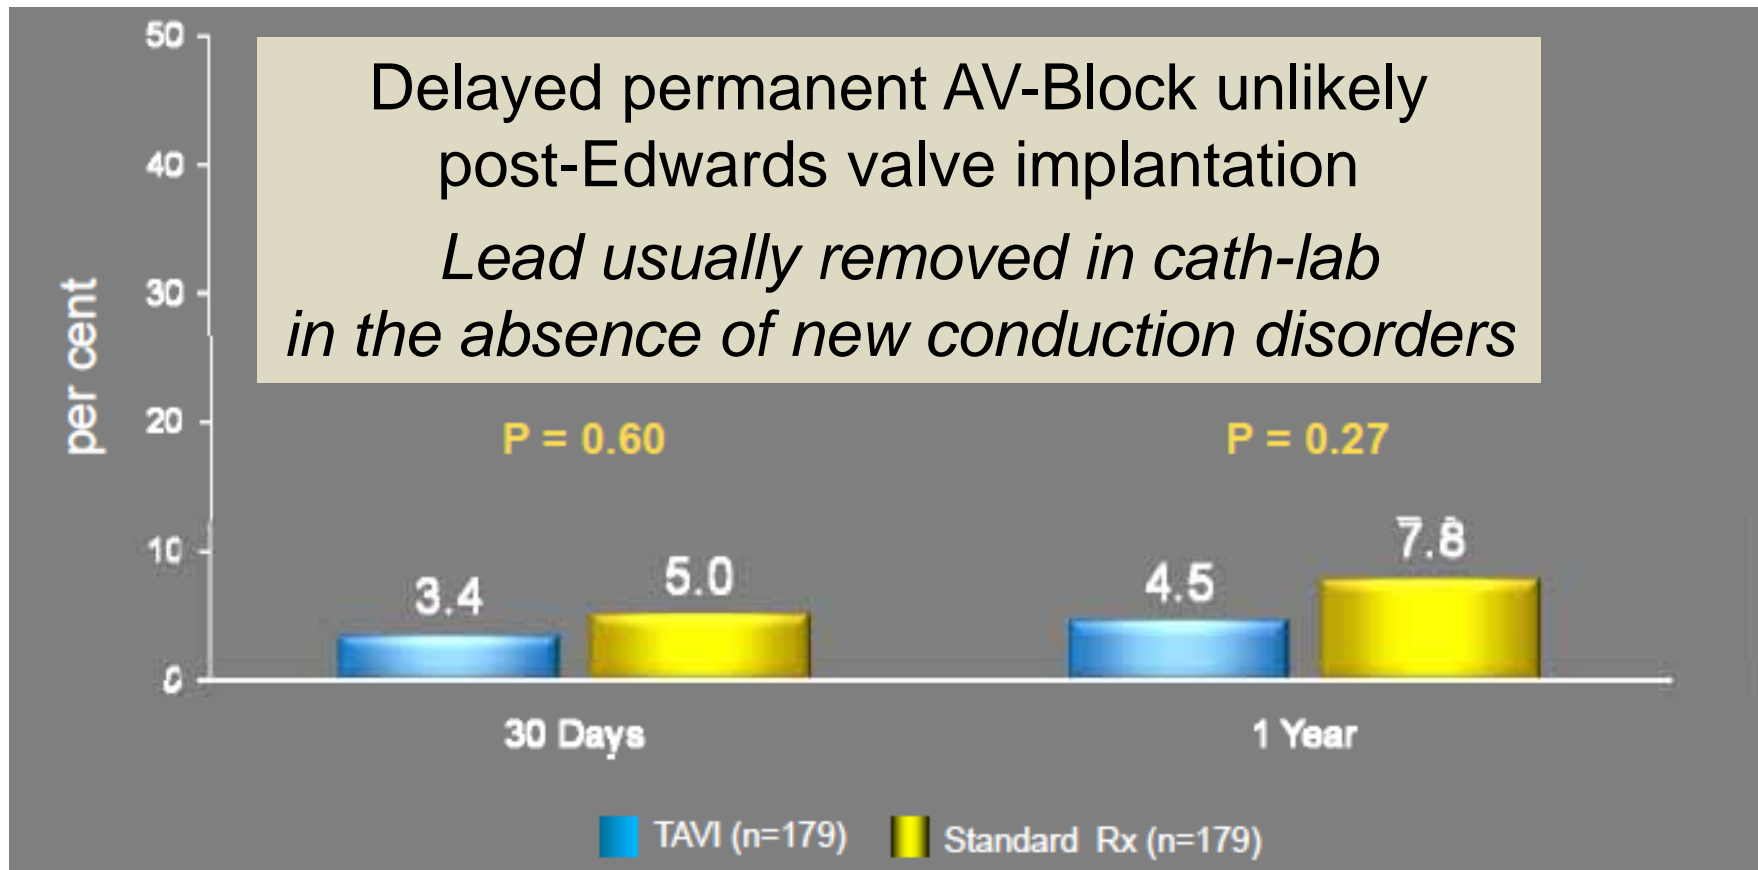 50
Delayed permanent AV-Block unlikely
post-Edwards valve implantation
Lead usually removed in cath-lab
in the absence of new conduction disorders
40
30
20
10
0
per cent
P = 0.60
P = 0.27
3.4
5.0
4.5
7.8
30 Days
1 Year
TAVI (n=179)
Standard Rx (n=179)